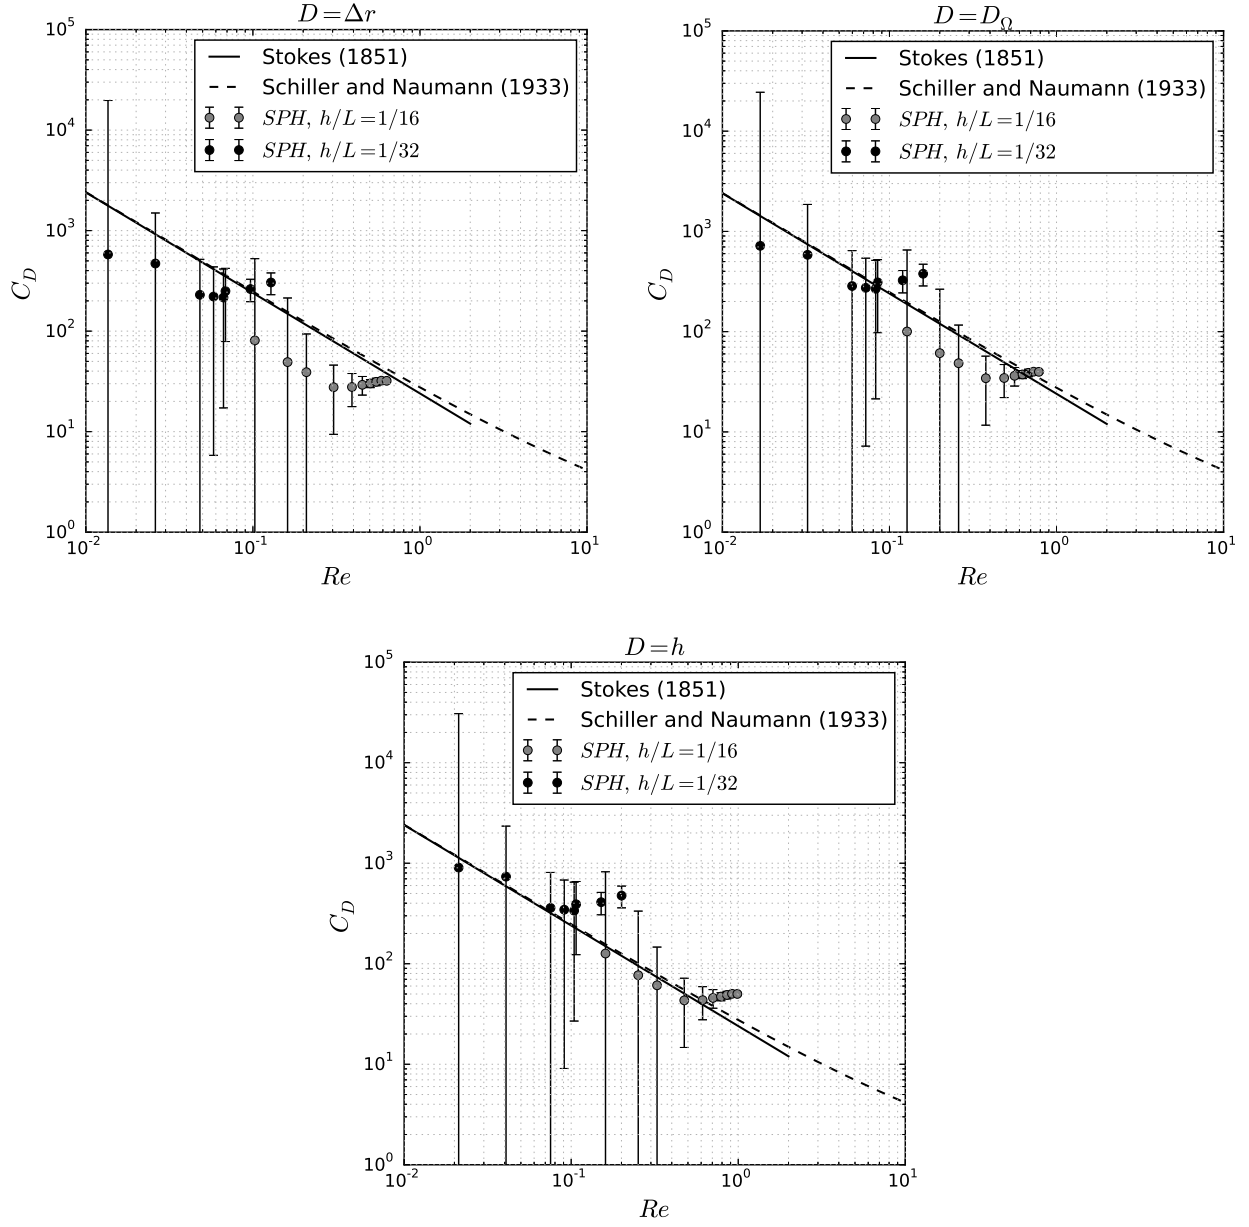 D = Δr
10^5
10^4
10^3
10^2
10^1
10^0
C_D
Stokes (1851)
Schiller and Naumann (1933)
SPH, h/L = 1/16
SPH, h/L = 1/32
10^-2 10^-1 10^0 10^1
Re
D = D_Ω
10^5
10^4
10^3
10^2
10^1
10^0
C_D
Stokes (1851)
Schiller and Naumann (1933)
SPH, h/L = 1/16
SPH, h/L = 1/32
10^-2 10^-1 10^0 10^1
Re
D = h
10^5
10^4
10^3
10^2
10^1
10^0
C_D
Stokes (1851)
Schiller and Naumann (1933)
SPH, h/L = 1/16
SPH, h/L = 1/32
10^-2 10^-1 10^0 10^1
Re